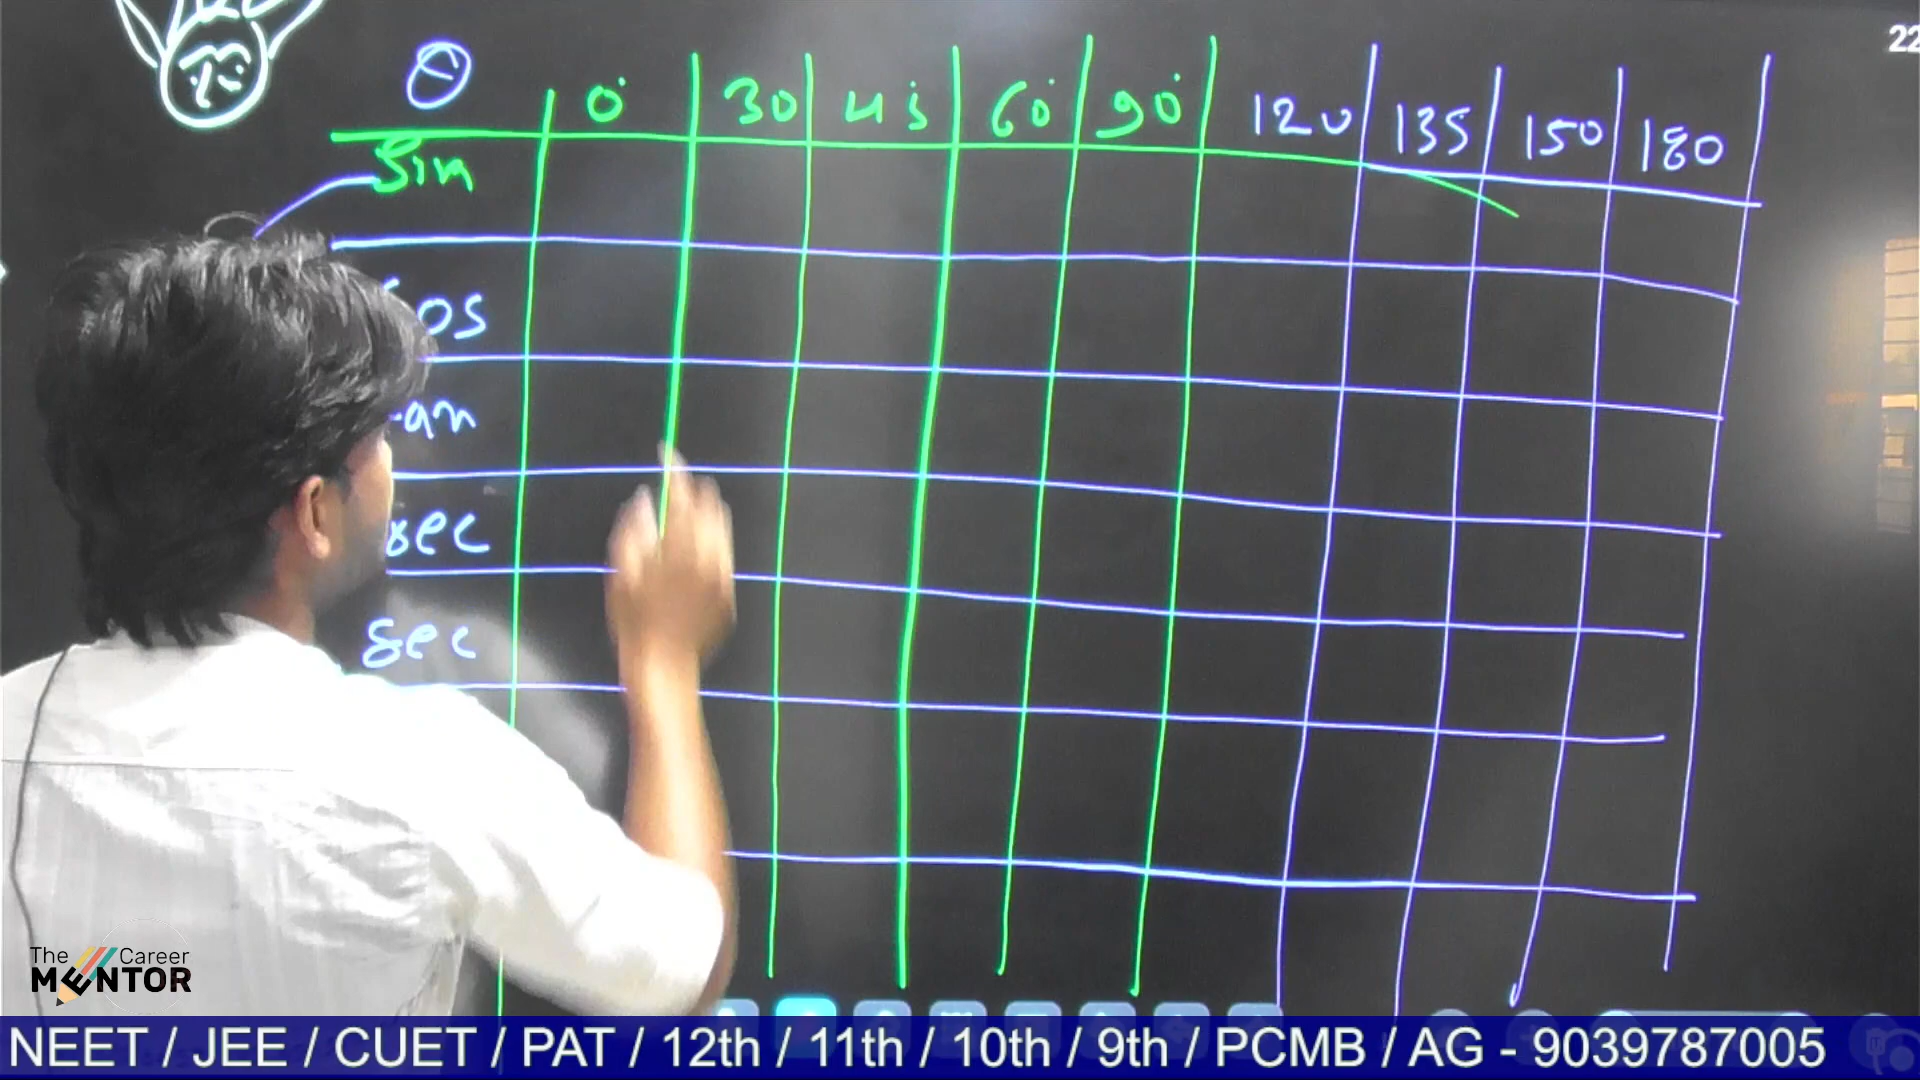 22
θ 0° 30 45 60° 90° 120 135 150 180
Sin
os
an
sec
sec
The Career
MENTOR
NEET / JEE / CUET / PAT / 12th / 11th / 10th / 9th / PCMB / AG - 9039787005